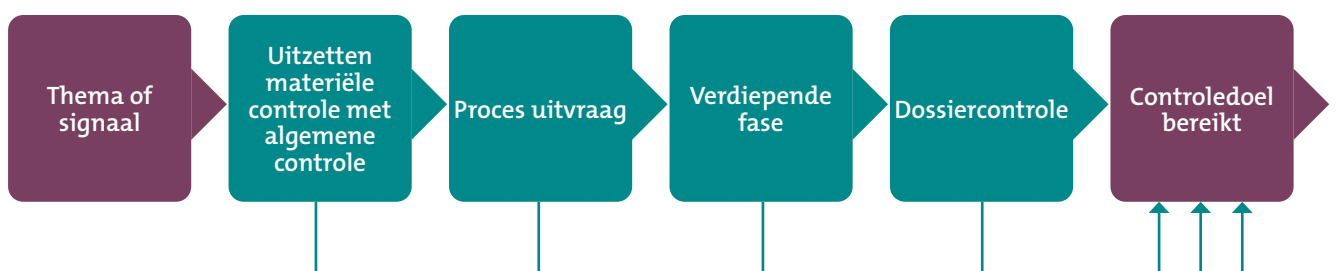 Thema of
signaal
Uitzetten
materiële
controle met
algemene
controle
Proces uitvraag
Verdiepende
fase
Dossiercontrole
Controledoel
bereikt